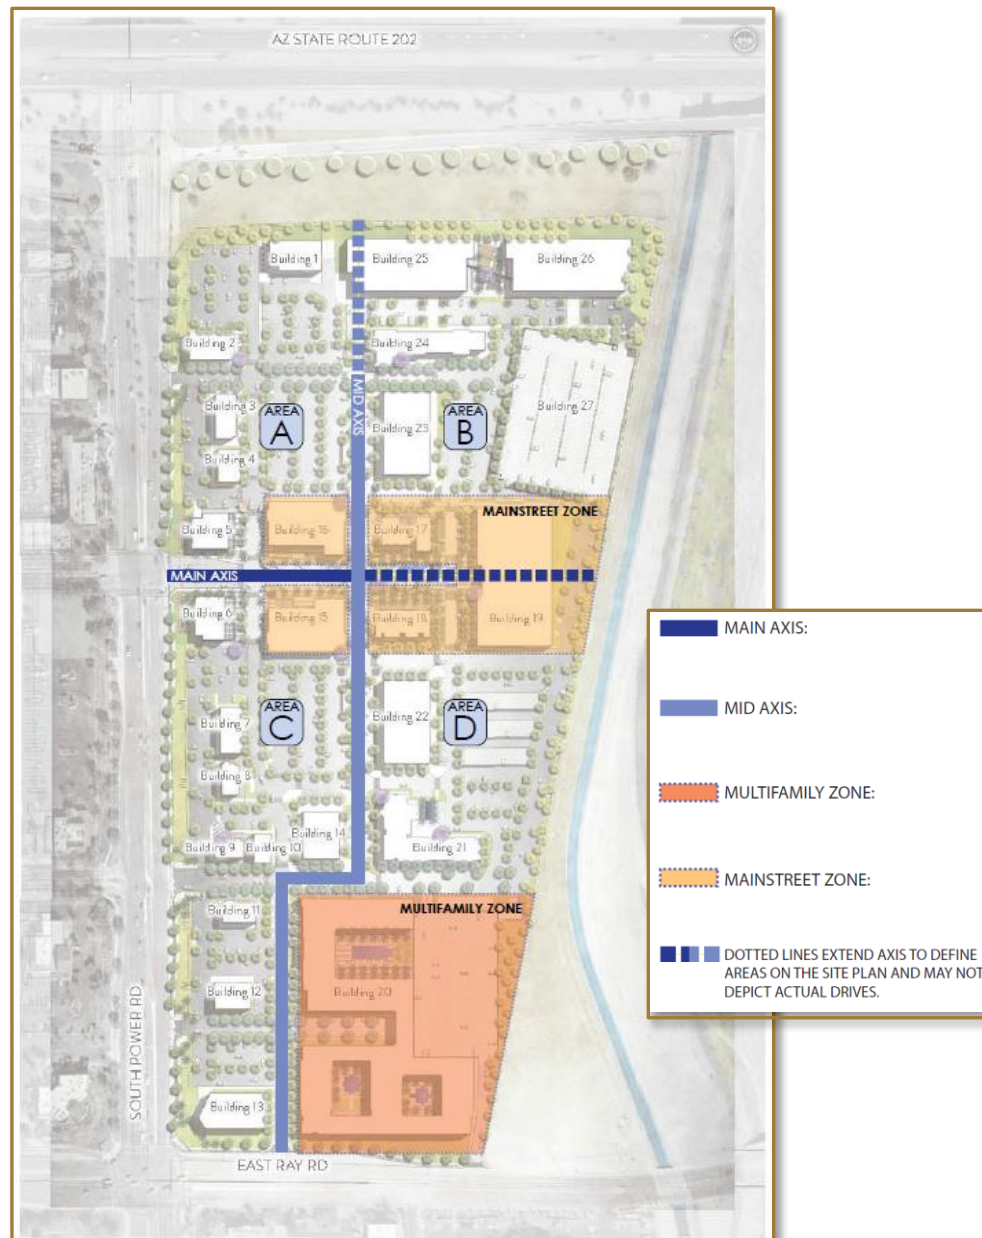 AZ STATE ROUTE 202
Building 1
Building 25
Building 26
Building 2
Building 24
MID AXIS
Building 3
AREA
A
AREA
B
Building 27
Building 23
Building 4
MAINSTREET ZONE
Building 5
Building 16
Building 17
MAIN AXIS
Building 6
Building 15
Building 18
Building 19
AREA
C
AREA
D
Building 7
Building 22
Building 8
Building 14
Building 9
Building 10
Building 21
MULTIFAMILY ZONE
Building 11
Building 12
Building 20
SOUTH POWER RD
Building 13
EAST RAY RD
MAIN AXIS:
MID AXIS:
MULTIFAMILY ZONE:
MAINSTREET ZONE:
DOTTED LINES EXTEND AXIS TO DEFINE
AREAS ON THE SITE PLAN AND MAY NOT
DEPICT ACTUAL DRIVES.